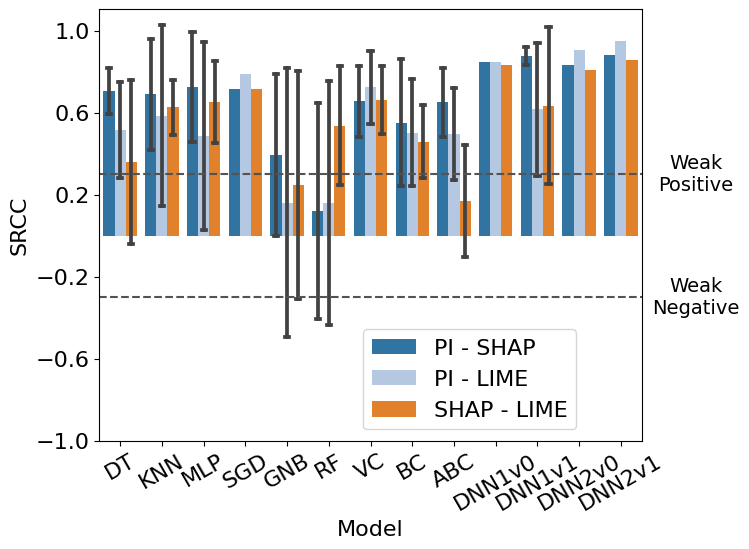 1.0
0.6
0.2
−0.2
−0.6
−1.0
SRCC
Weak
Positive
Weak
Negative
PI - SHAP
PI - LIME
SHAP - LIME
DT KNN MLP SGD GNB RF VC BC ABC DNN1v0 DNN1v1 DNN2v0 DNN2v1
Model